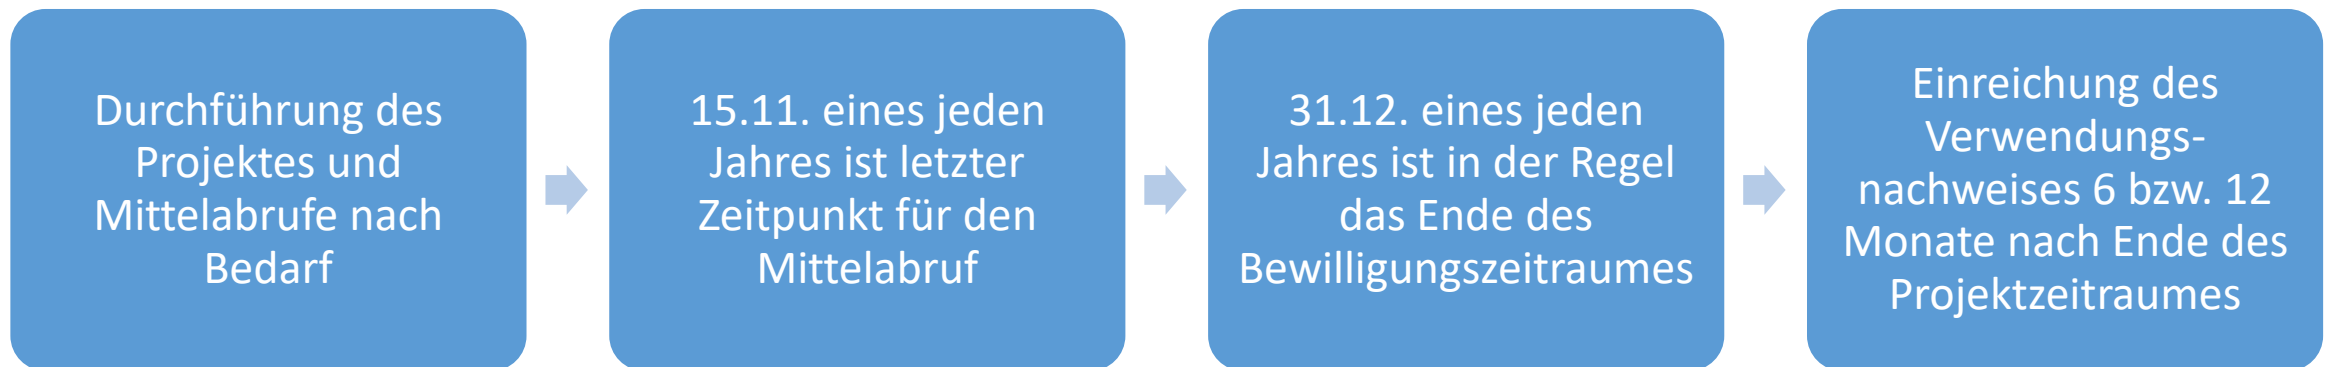 Durchführung des
Projektes und
Mittelabrufe nach
Bedarf
15.11. eines jeden
Jahres ist letzter
Zeitpunkt für den
Mittelabruf
31.12. eines jeden
Jahres ist in der Regel
das Ende des
Bewilligungszeitraumes
Einreichung des
Verwendungs-
nachweises 6 bzw. 12
Monate nach Ende des
Projektzeitraumes